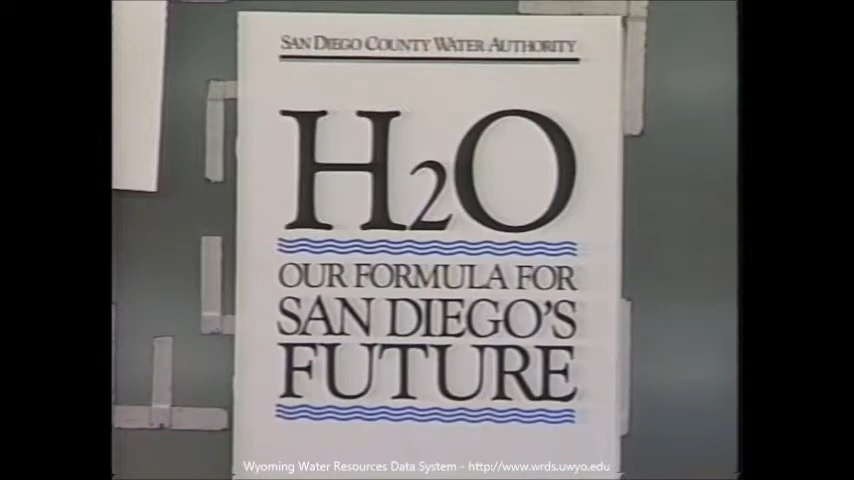 SAN DIEGO COUNTY WATER AUTHORITY
H2O
OUR FORMULA FOR
SAN DIEGO'S
FUTURE
Wyoming Water Resources Data System - http://www.wrds.uwyo.edu